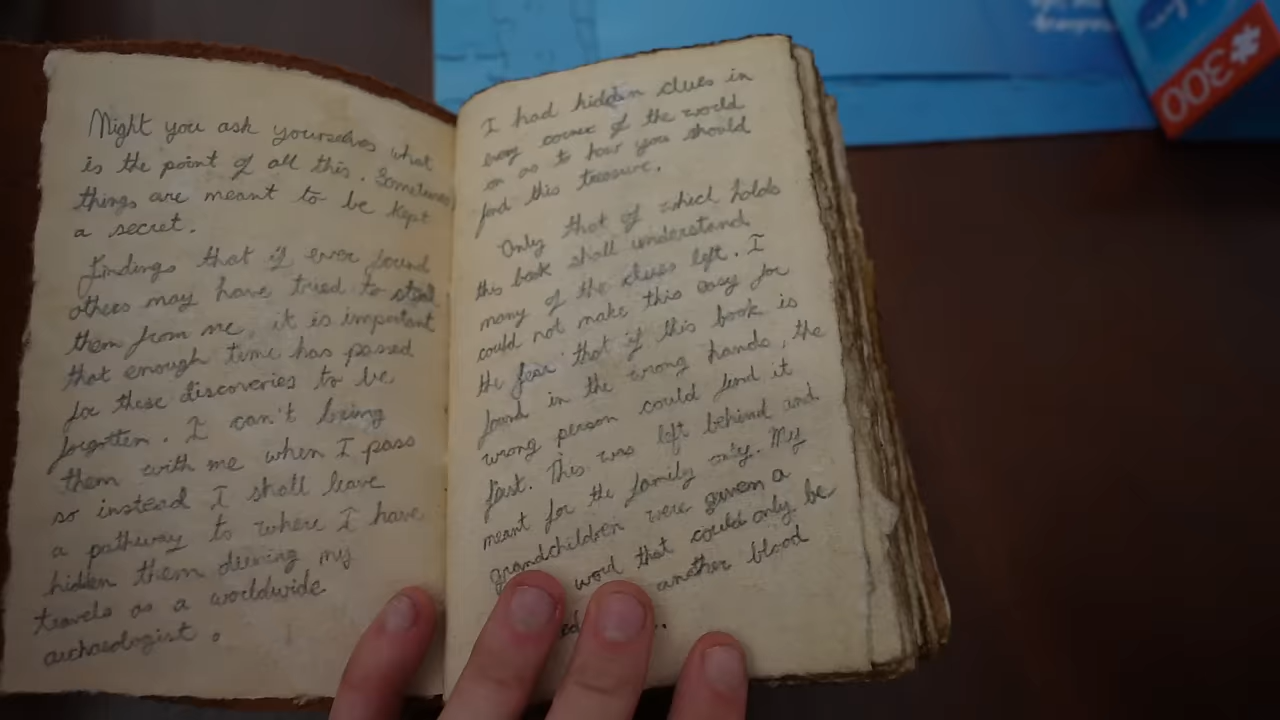 Might you ask yourselves what
is the point of all this. Sometimes
things are meant to be kept
a secret.
Findings that if ever found
others may have tried to steal
them from me, it is important
that enough time has passed
for these discoveries to be
forgotten. I can't bring
them with me when I pass
so instead I shall leave
a pathway to where I have
hidden them during my
travels as a worldwide
archaeologist.
I had hidden clues in
every corner of the world
on as to how you should
find this treasure.
Only that of which holds
this book shall understand
many of the clues left. I
could not make this easy for
the fear that if this book is
found in the wrong hands, the
wrong person could find it
first. This was left behind and
meant for the family only. My
grandchildren were given a
word that could only be
another blood
300